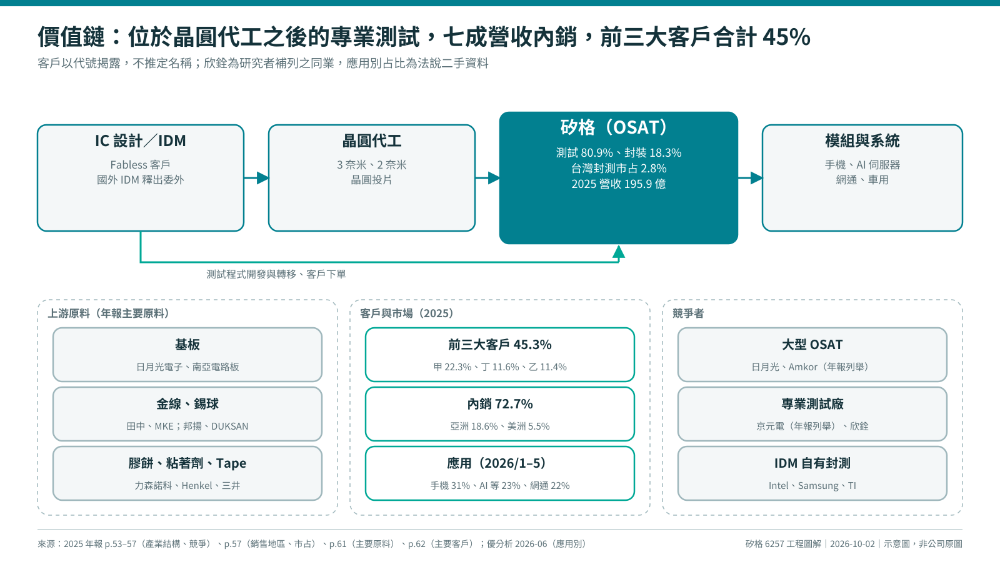 價值鏈：位於晶圓代工之後的專業測試，七成營收內銷，前三大客戶合計 45%
客戶以代號揭露，不推定名稱；欣銓為研究者補列之同業，應用別占比為法說二手資料
IC 設計／IDM
Fabless 客戶
國外 IDM 釋出委外
晶圓代工
3 奈米、2 奈米
晶圓投片
矽格（OSAT）
測試 80.9%、封裝 18.3%
台灣封測市占 2.8%
2025 營收 195.9 億
模組與系統
手機、AI 伺服器
網通、車用
測試程式開發與轉移、客戶下單
上游原料（年報主要原料）
基板
日月光電子、南亞電路板
金線、錫球
田中、MKE；邦揚、DUKSAN
膠餅、粘著劑、Tape
力森諾科、Henkel、三井
客戶與市場（2025）
前三大客戶 45.3%
甲 22.3%、丁 11.6%、乙 11.4%
內銷 72.7%
亞洲 18.6%、美洲 5.5%
應用（2026/1–5）
手機 31%、AI 等 23%、網通 22%
競爭者
大型 OSAT
日月光、Amkor（年報列舉）
專業測試廠
京元電（年報列舉）、欣銓
IDM 自有封測
Intel、Samsung、TI
來源：2025 年報 p.53–57（產業結構、競爭）、p.57（銷售地區、市占）、p.61（主要原料）、p.62（主要客戶）；優分析 2026-06（應用別）
矽格 6257 工程圖解｜2026-10-02｜示意圖，非公司原圖